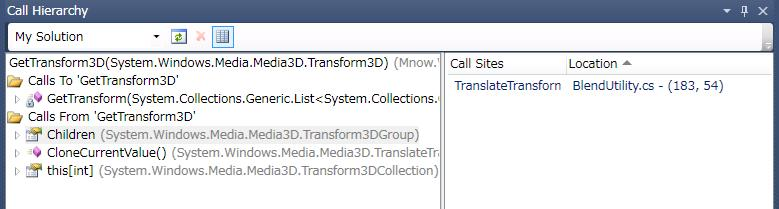 Call Hierarchy
My Solution
GetTransform3D(System.Windows.Media.Media3D.Transform3D) (Mnow.
Calls To 'GetTransform3D'
GetTransform(System.Collections.Generic.List<System.Collections.
Calls From 'GetTransform3D'
Children (System.Windows.Media.Media3D.Transform3DGroup)
CloneCurrentValue() (System.Windows.Media.Media3D.TranslateTra
this[int] (System.Windows.Media.Media3D.Transform3DCollection)
Call Sites Location
TranslateTransforn BlendUtility.cs - (183, 54)